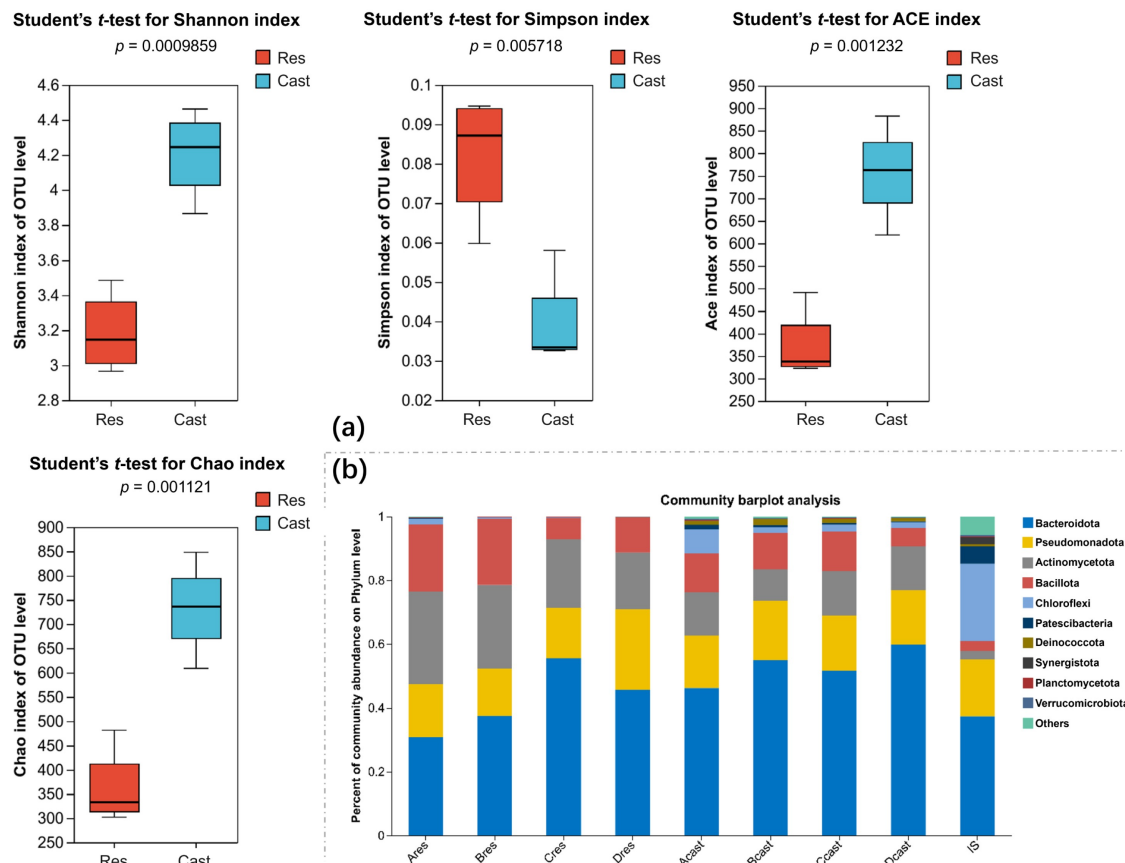 Student's t-test for Shannon index
p = 0.0009859
Res
Cast
Shannon index of OTU level
4.6
4.4
4.2
4
3.8
3.6
3.4
3.2
3
2.8
Res
Cast
Student's t-test for Simpson index
p = 0.005718
Res
Cast
Simpson index of OTU level
0.1
0.09
0.08
0.07
0.06
0.05
0.04
0.03
0.02
Res
Cast
Student's t-test for ACE index
p = 0.001232
Res
Cast
Ace index of OTU level
950
900
850
800
750
700
650
600
550
500
450
400
350
300
250
Res
Cast
(a)
Student's t-test for Chao index
p = 0.001121
Res
Cast
Chao index of OTU level
900
850
800
750
700
650
600
550
500
450
400
350
300
250
Res
Cast
(b)
Community barplot analysis
Percent of community abundance on Phylum level
1
0.8
0.6
0.4
0.2
0
Ares
Bres
Cres
Dres
Acast
Bcast
Ccast
Dcast
IS
Bacteroidota
Pseudomonadota
Actinomycetota
Bacillota
Chloroflexi
Patescibacteria
Deinococcota
Synergistota
Planctomycetota
Verrucomicrobiota
Others